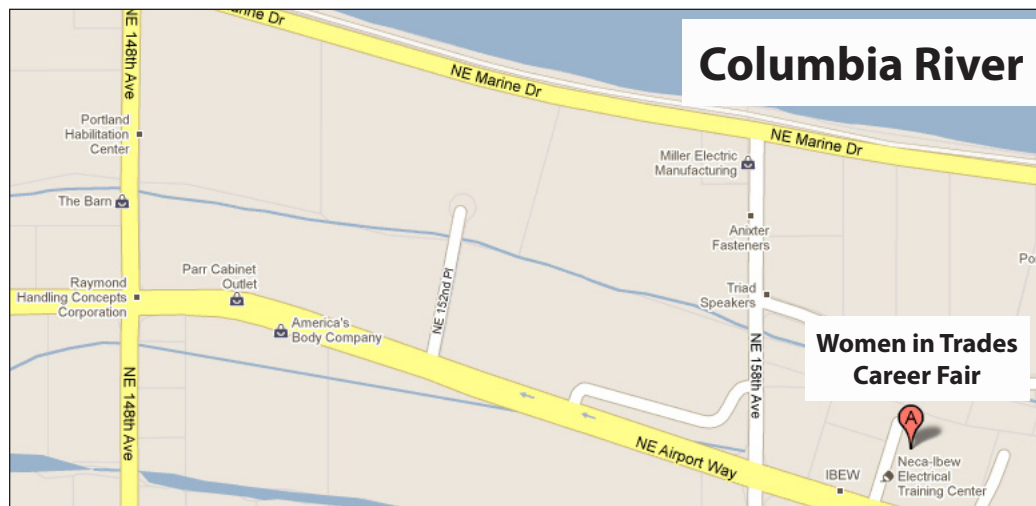 NE 148th Ave
Marine Dr
NE Marine Dr
Columbia River
NE Marine Dr
Portland
Habilitation
Center
Miller Electric
Manufacturing
The Barn
Anixter
Fasteners
Raymond
Handling Concepts
Corporation
Parr Cabinet
Outlet
NE 152nd Pl
Triad
Speakers
America's
Body Company
Women in Trades
Career Fair
NE 158th Ave
NE 148th Ave
A
NE Airport Way
IBEW
Neca-Ibew
Electrical
Training Center